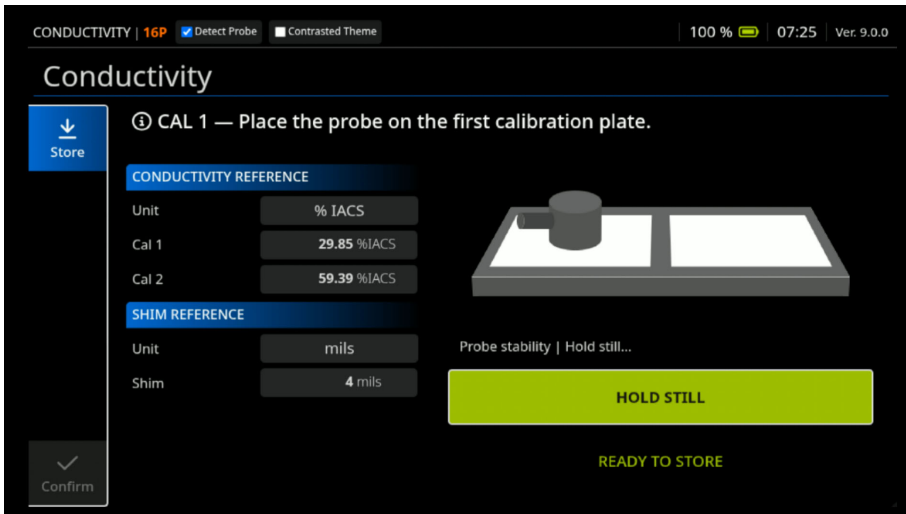 CONDUCTIVITY | 16P Detect Probe Contrasted Theme 100 % 07:25 Ver. 9.0.0
Conductivity
Store
CAL 1 — Place the probe on the first calibration plate.
CONDUCTIVITY REFERENCE
Unit % IACS
Cal 1 29.85 %IACS
Cal 2 59.39 %IACS
SHIM REFERENCE
Unit mils
Shim 4 mils
Probe stability | Hold still...
HOLD STILL
READY TO STORE
Confirm